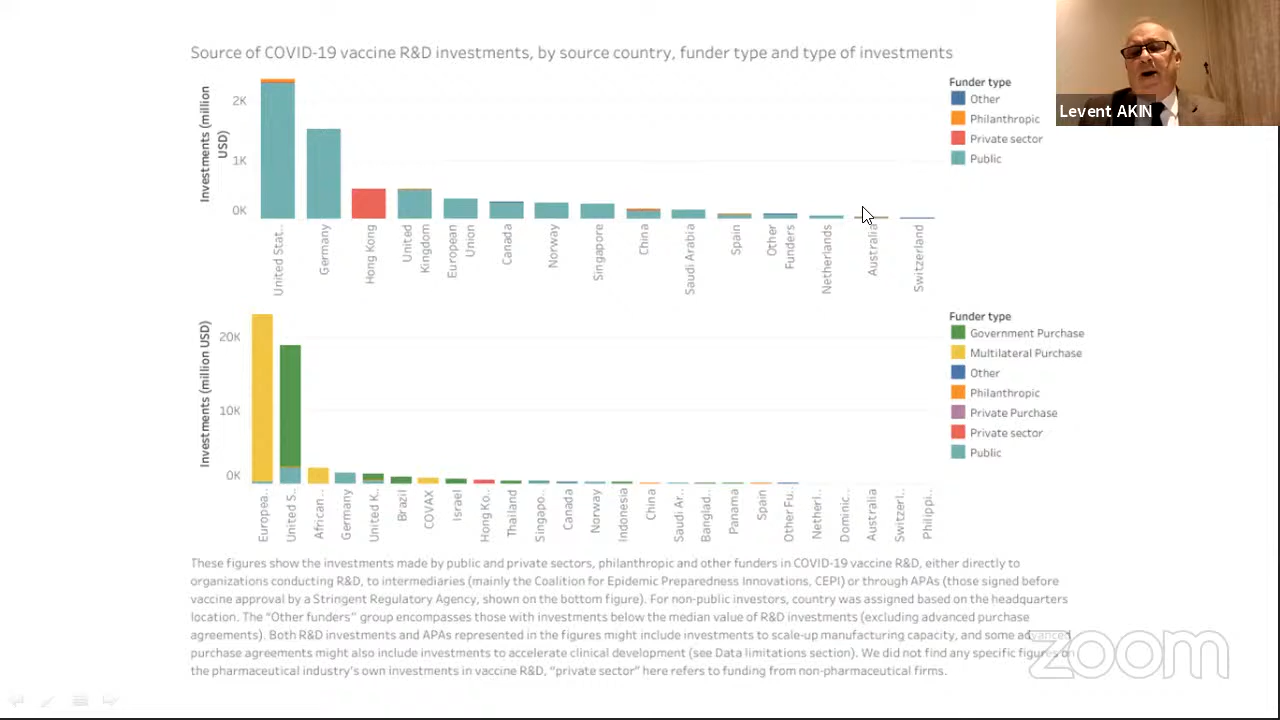 Source of COVID-19 vaccine R&D investments, by source country, funder type and type of investments
Levent AKIN
Investments (million
USD)
2K
1K
0K
United Stat..
Germany
Hong Kong
United
Kingdom
European
Union
Canada
Norway
Singapore
China
Saudi Arabia
Spain
Other
Funders
Netherlands
Australia
Switzerland
Funder type
Other
Philanthropic
Private sector
Public
Investments (million USD)
20K
10K
0K
Europea..
United S..
African..
Germany
United K..
Brazil
COVAX
Israel
Hong Ko..
Thailand
Singapo..
Canada
Norway
Indonesia
China
Saudi Ar..
Banglad..
Panama
Spain
Other Fu..
Netherl..
Dominic..
Australia
Switzerl..
Philippi..
Funder type
Government Purchase
Multilateral Purchase
Other
Philanthropic
Private Purchase
Private sector
Public
These figures show the investments made by public and private sectors, philanthropic and other funders in COVID-19 vaccine R&D, either directly to
organizations conducting R&D, to intermediaries (mainly the Coalition for Epidemic Preparedness Innovations, CEPI) or through APAs (those signed before
vaccine approval by a Stringent Regulatory Agency, shown on the bottom figure). For non-public investors, country was assigned based on the headquarters
location. The "Other funders" group encompasses those with investments below the median value of R&D investments (excluding advanced purchase
agreements). Both R&D investments and APAs represented in the figures might include investments to scale-up manufacturing capacity, and some advanced
purchase agreements might also include investments to accelerate clinical development (see Data limitations section). We did not find any specific figures on
the pharmaceutical industry's own investments in vaccine R&D, "private sector" here refers to funding from non-pharmaceutical firms.
zoom